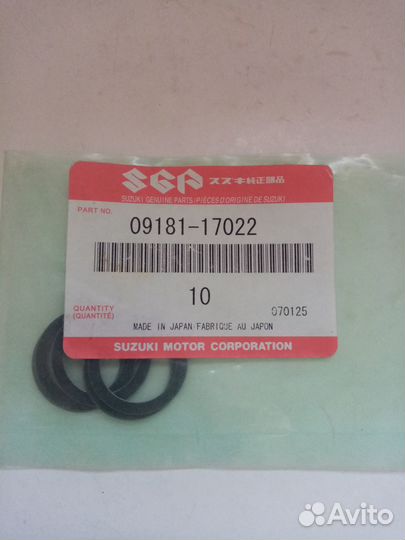 SGP スズキ純正部品
SUZUKI GENUINE PARTS/PIÈCES D'ORIGINE DE SUZUKI
PART NO.
09181-17022
10
QUANTITY
(QUANTITÉ)
070125
MADE IN JAPAN/FABRIQUE AU JAPON
SUZUKI MOTOR CORPORATION
Avito